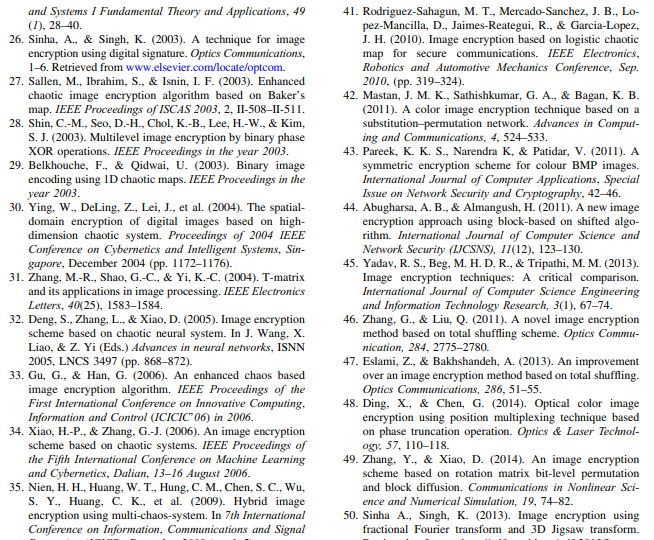 and Systems I Fundamental Theory and Applications, 49
(1), 28–40.
26. Sinha, A., & Singh, K. (2003). A technique for image
encryption using digital signature. Optics Communications,
1–6. Retrieved from www.elsevier.com/locate/optcom.
27. Sallen, M., Ibrahim, S., & Isnin, I. F. (2003). Enhanced
chaotic image encryption algorithm based on Baker's
map. IEEE Proceedings of ISCAS 2003, 2, II-508–II-511.
28. Shin, C.-M., Seo, D.-H., Chol, K.-B., Lee, H.-W., & Kim,
S. J. (2003). Multilevel image encryption by binary phase
XOR operations. IEEE Proceedings in the year 2003.
29. Belkhouche, F., & Qidwai, U. (2003). Binary image
encoding using 1D chaotic maps. IEEE Proceedings in the
year 2003.
30. Ying, W., DeLing, Z., Lei, J., et al. (2004). The spatial-
domain encryption of digital images based on high-
dimension chaotic system. Proceedings of 2004 IEEE
Conference on Cybernetics and Intelligent Systems, Sin-
gapore, December 2004 (pp. 1172–1176).
31. Zhang, M.-R., Shao, G.-C., & Yi, K.-C. (2004). T-matrix
and its applications in image processing. IEEE Electronics
Letters, 40(25), 1583–1584.
32. Deng, S., Zhang, L., & Xiao, D. (2005). Image encryption
scheme based on chaotic neural system. In J. Wang, X.
Liao, & Z. Yi (Eds.) Advances in neural networks, ISNN
2005, LNCS 3497 (pp. 868–872).
33. Gu, G., & Han, G. (2006). An enhanced chaos based
image encryption algorithm. IEEE Proceedings of the
First International Conference on Innovative Computing,
Information and Control (ICICIC'06) in 2006.
34. Xiao, H.-P., & Zhang, G.-J. (2006). An image encryption
scheme based on chaotic systems. IEEE Proceedings of
the Fifth International Conference on Machine Learning
and Cybernetics, Dalian, 13–16 August 2006.
35. Nien, H. H., Huang, W. T., Hung, C. M., Chen, S. C., Wu,
S. Y., Huang, C. K., et al. (2009). Hybrid image
encryption using multi-chaos-system. In 7th International
Conference on Information, Communications and Signal
41. Rodriguez-Sahagun, M. T., Mercado-Sanchez, J. B., Lo-
pez-Mancilla, D., Jaimes-Reategui, R., & Garcia-Lopez,
J. H. (2010). Image encryption based on logistic chaotic
map for secure communications. IEEE Electronics,
Robotics and Automotive Mechanics Conference, Sep.
2010, (pp. 319–324).
42. Mastan, J. M. K., Sathishkumar, G. A., & Bagan, K. B.
(2011). A color image encryption technique based on a
substitution–permutation network. Advances in Comput-
ing and Communications, 4, 524–533.
43. Pareek, K. K. S., Narendra K, & Patidar, V. (2011). A
symmetric encryption scheme for colour BMP images.
International Journal of Computer Applications, Special
Issue on Network Security and Cryptography, 42–46.
44. Abugharsa, A. B., & Almangush, H. (2011). A new image
encryption approach using block-based on shifted algo-
rithm. International Journal of Computer Science and
Network Security (IJCSNS), 11(12), 123–130.
45. Yadav, R. S., Beg, M. H. D. R., & Tripathi, M. M. (2013).
Image encryption techniques: A critical comparison.
International Journal of Computer Science Engineering
and Information Technology Research, 3(1), 67–74.
46. Zhang, G., & Liu, Q. (2011). A novel image encryption
method based on total shuffling scheme. Optics Commu-
nication, 284, 2775–2780.
47. Eslami, Z., & Bakhshandeh, A. (2013). An improvement
over an image encryption method based on total shuffling.
Optics Communications, 286, 51–55.
48. Ding, X., & Chen, G. (2014). Optical color image
encryption using position multiplexing technique based
on phase truncation operation. Optics & Laser Technol-
ogy, 57, 110–118.
49. Zhang, Y., & Xiao, D. (2014). An image encryption
scheme based on rotation matrix bit-level permutation
and block diffusion. Communications in Nonlinear Sci-
ence and Numerical Simulation, 19, 74–82.
50. Sinha A., Singh, K. (2013). Image encryption using
fractional Fourier transform and 3D Jigsaw transform.